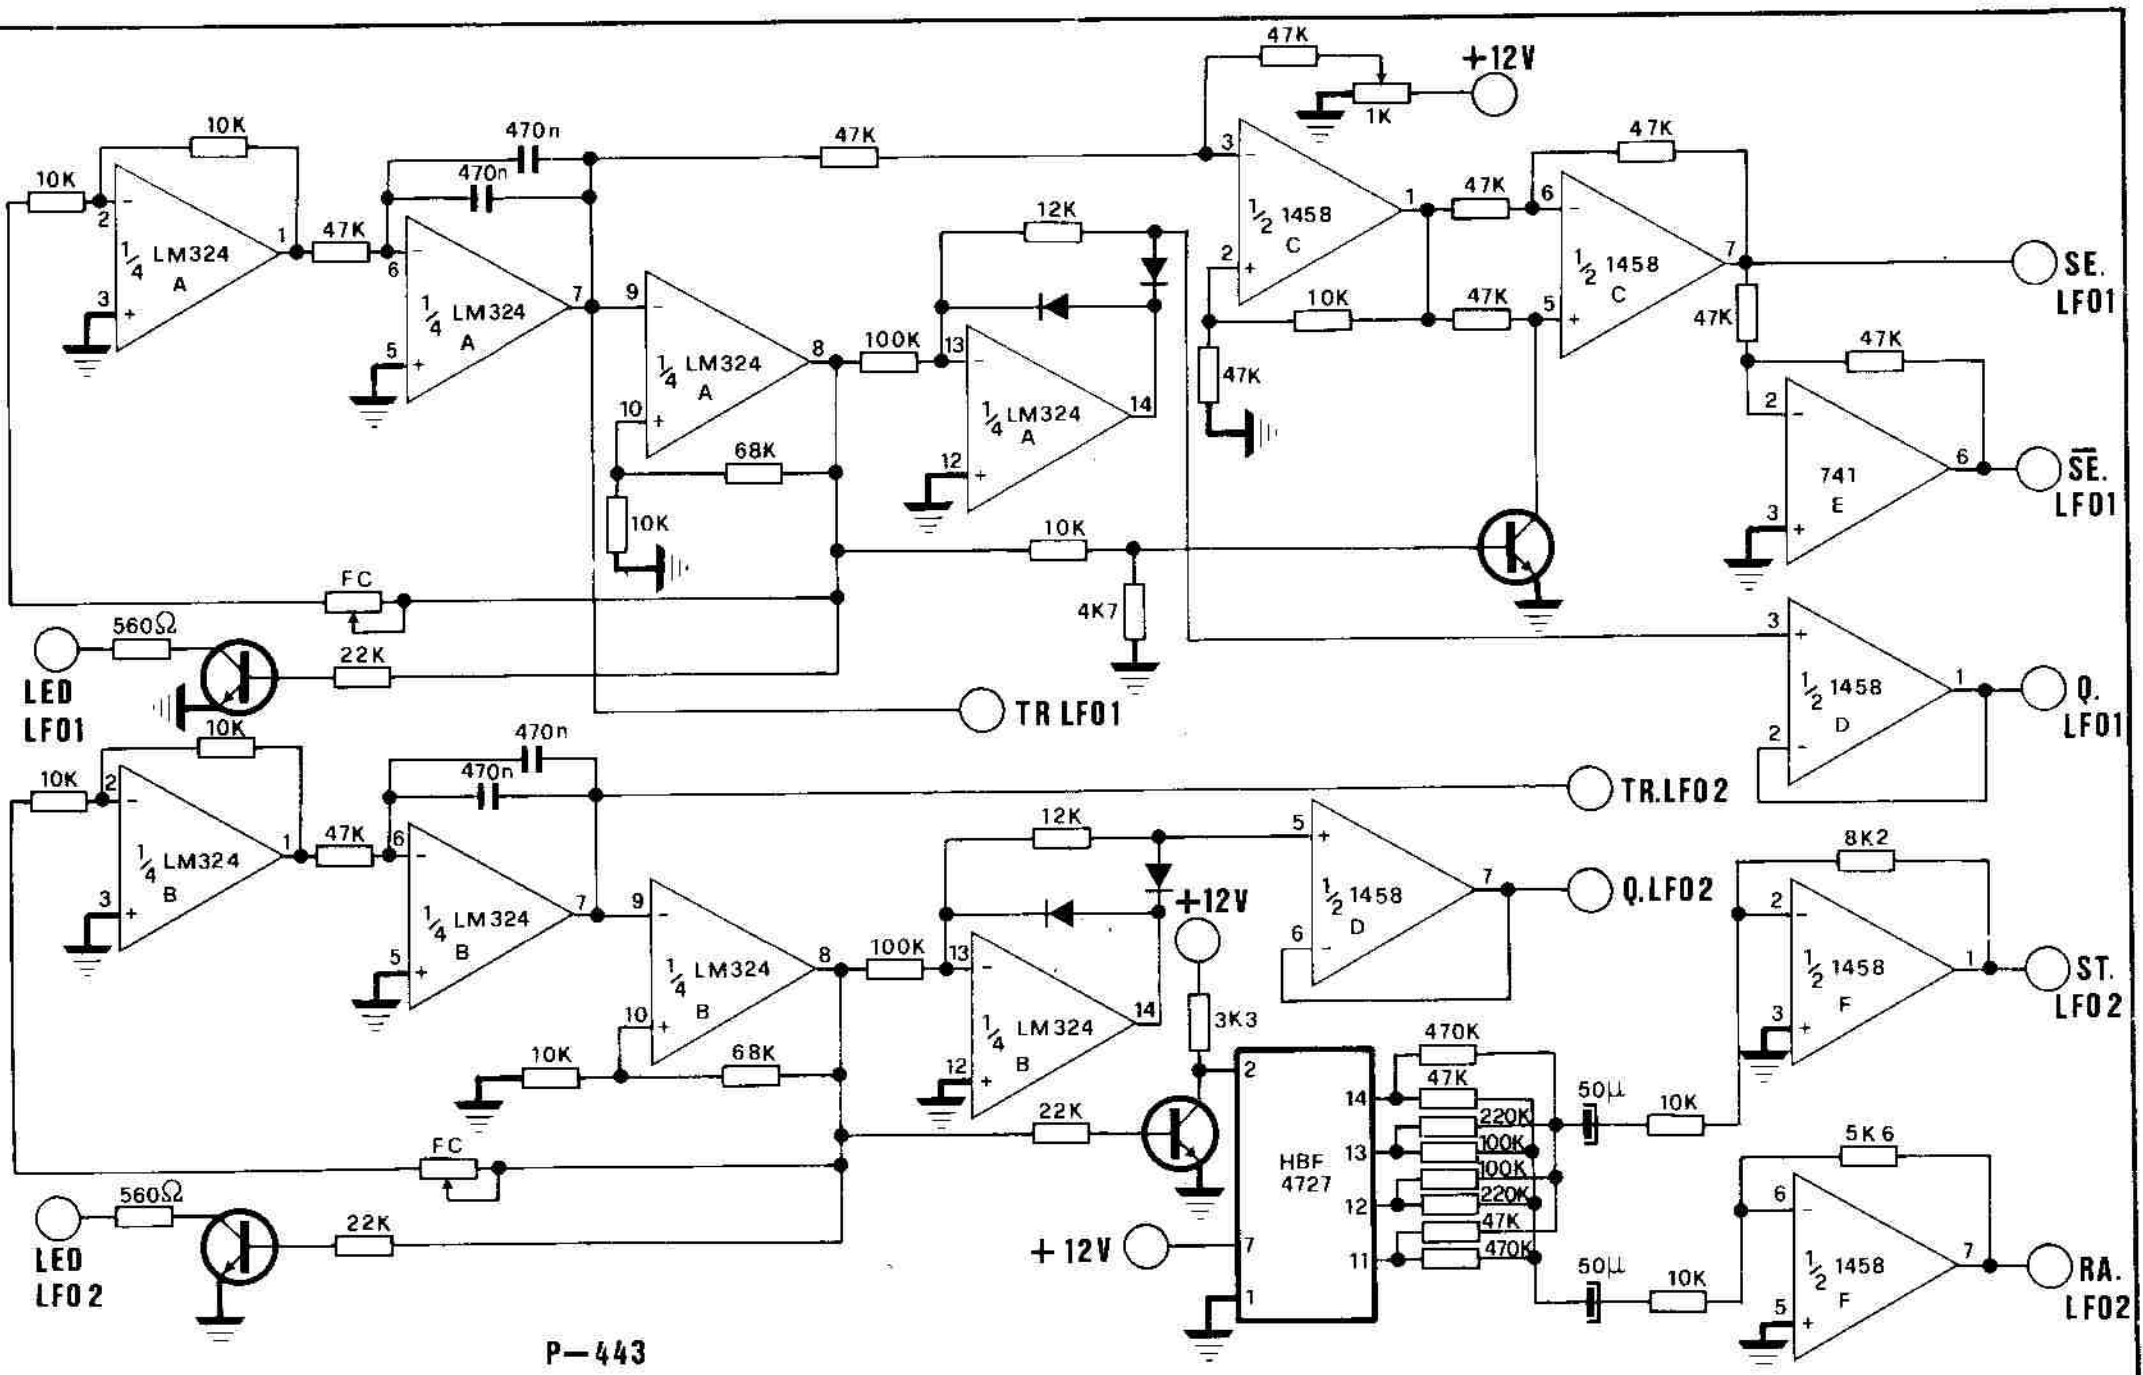 47K
+12V
1K
10K
470n
47K
47K
10K
470n
3 -
47K
-
2
1
47K
12K
1
6 -
1/4 LM324
A
-
6
1/2 1458
C
7
SE.
LFO1
3
+
7
9 -
2
+
1/2 1458
C
1/4 LM324
A
10K
47K
5
+
47K
5
+
100K
13 -
47K
1/4 LM324
A
8
47K
14
2 -
10
+
1/4 LM324
A
68K
12
+
741
E
6
S̅E̅.
LFO1
10K
10K
3
+
FC
4K7
560Ω
22K
3
+
LED
LFO1
1/2 1458
D
1
Q.
LFO1
TR LFO1
10K
470n
2
-
10K
2
-
470n
TR.LFO2
12K
5
+
8K2
1
47K
6
-
1/4 LM324
B
7
9 -
+12V
1/2 1458
D
7
Q.LFO2
2 -
3
+
1/4 LM324
B
6
-
5
+
8
100K
13
-
1/2 1458
F
1
ST.
LFO2
1/4 LM324
B
14
3K3
10
+
1/4 LM324
B
470K
3
+
10K
68K
12
+
2
47K
14
50µ
10K
22K
220K
100K
13
5K6
FC
HBF
4727
100K
12
220K
6
-
560Ω
22K
47K
LED
LFO2
+12V
7
11
470K
50µ
10K
1/2 1458
F
7
RA.
LFO2
1
5
+
P-443